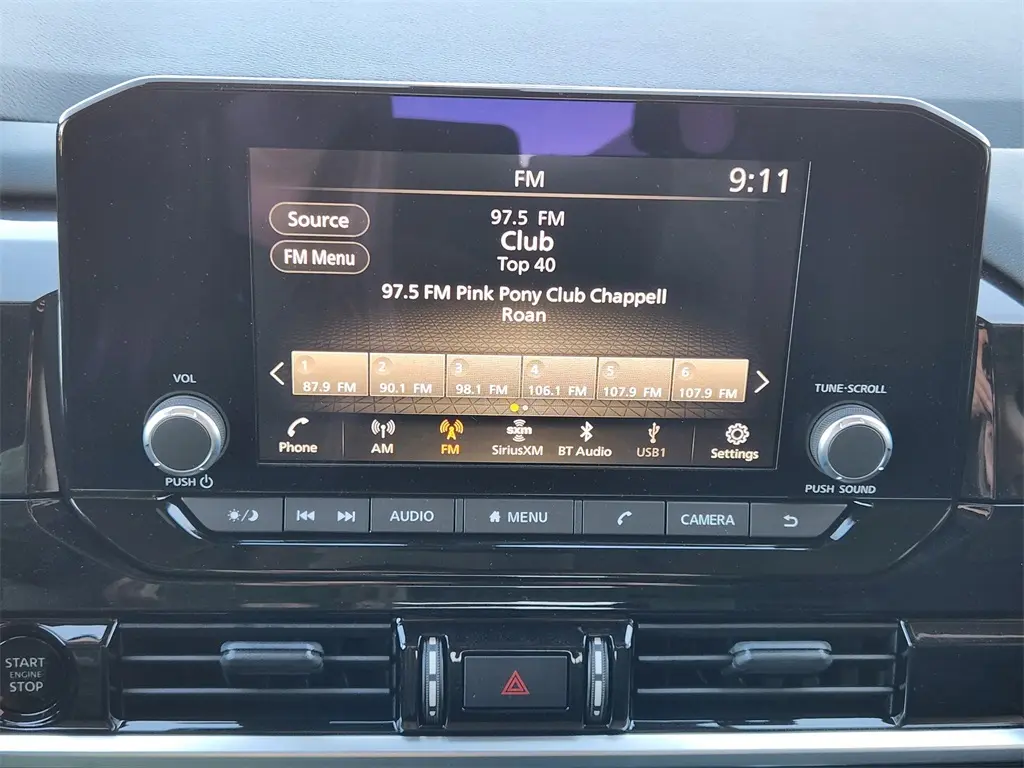 FM
9:11
Source
FM Menu
97.5 FM
Club
Top 40
97.5 FM Pink Pony Club Chappell
Roan
1 2 3 4 5 6
87.9 FM 90.1 FM 98.1 FM 106.1 FM 107.9 FM 107.9 FM
sxm
Phone AM FM SiriusXM BT Audio USB1 Settings
VOL
PUSH
TUNE·SCROLL
PUSH SOUND
AUDIO MENU CAMERA
START
ENGINE
STOP